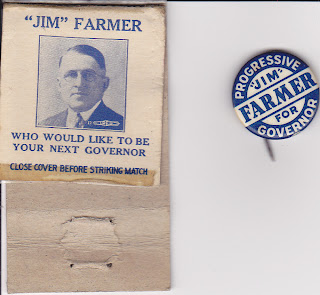 "JIM" FARMER
WHO WOULD LIKE TO BE
YOUR NEXT GOVERNOR
CLOSE COVER BEFORE STRIKING MATCH
PROGRESSIVE
"JIM"
FARMER
FOR
GOVERNOR